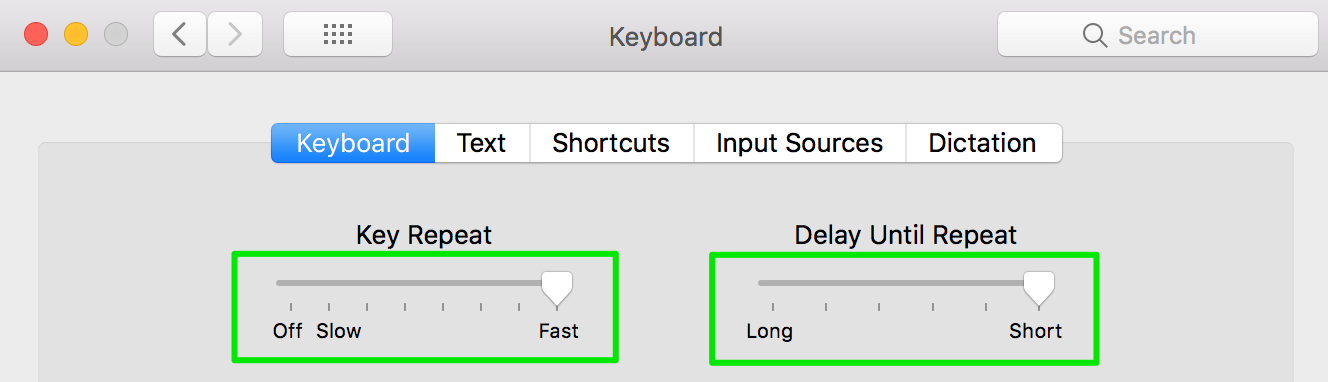 Keyboard
Search
Keyboard Text Shortcuts Input Sources Dictation
Key Repeat
Delay Until Repeat
Off Slow Fast
Long Short